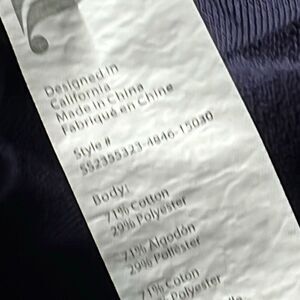 Designed in
California
Made in China
Fabriqué en Chine
Style #
552355323-4846-15030
Body:
71% Cotton
29% Polyester
71% Algodón
29% Poliester
71% Coton